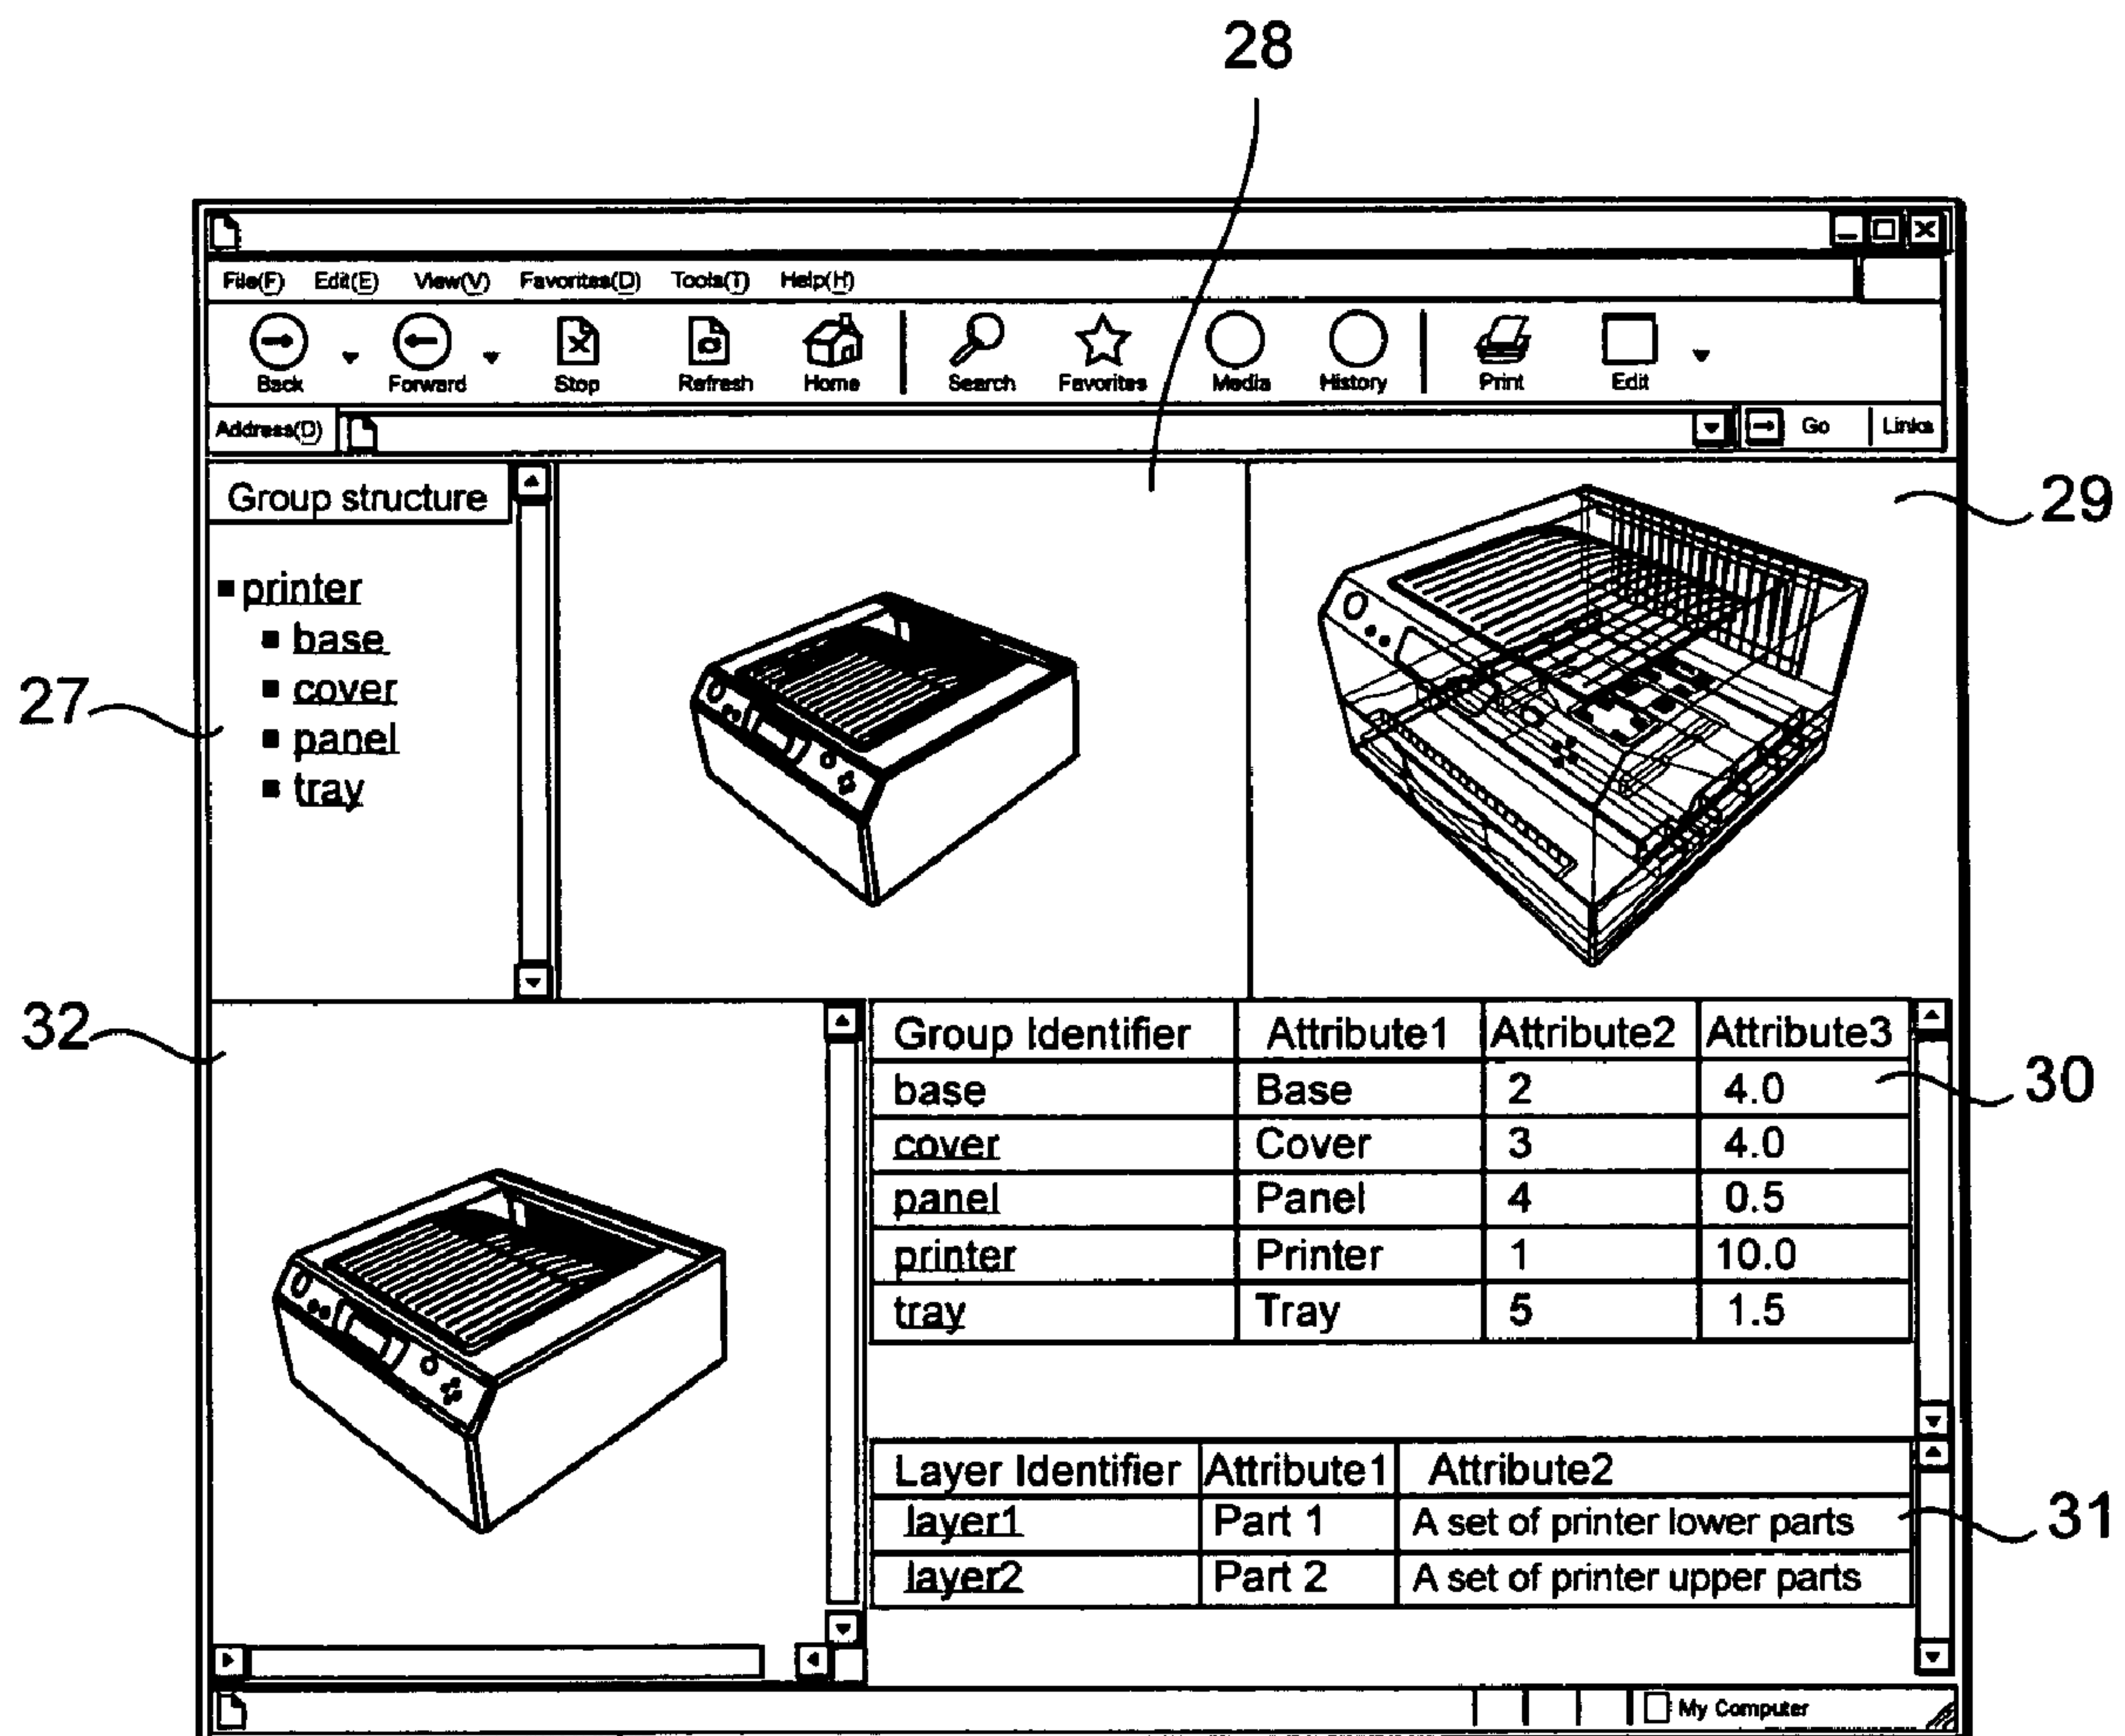 28
File(F) Edit(E) View(V) Favorites(D) Tools(T) Help(H)
Back Forward Stop Refresh Home Search Favorites Media History Print Edit
Address(D) Go Links
Group structure
29
printer
base
cover
27
panel
tray
32
Group Identifier Attribute1 Attribute2 Attribute3
base Base 2 4.0
30
cover Cover 3 4.0
panel Panel 4 0.5
printer Printer 1 10.0
tray Tray 5 1.5
Layer Identifier Attribute1 Attribute2
layer1 Part 1 A set of printer lower parts
31
layer2 Part 2 A set of printer upper parts
My Computer